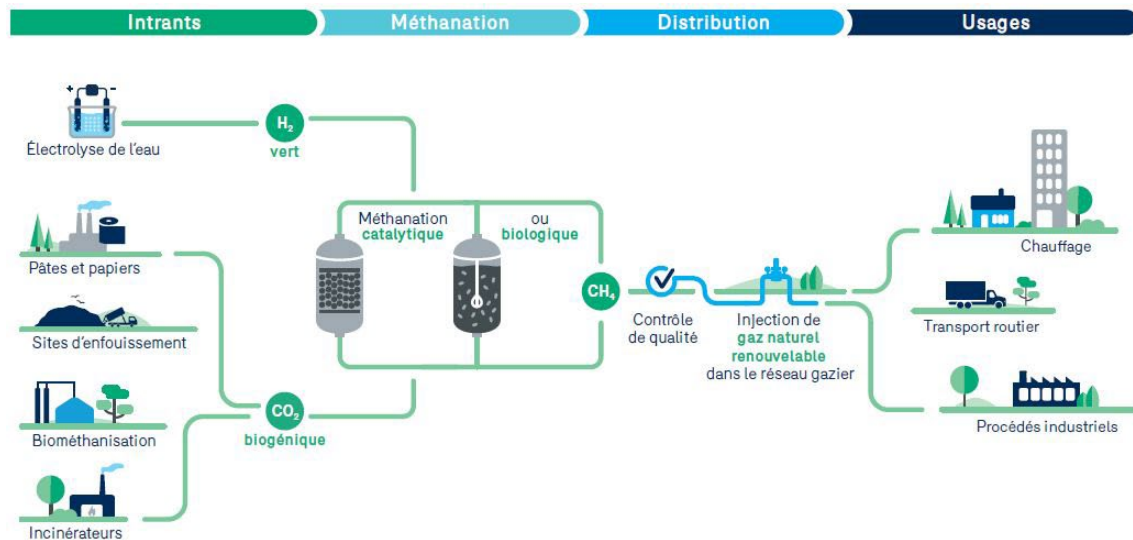 Intrants
Méthanation
Distribution
Usages
+ -
Électrolyse de l'eau
H₂
vert
Pâtes et papiers
Sites d'enfouissement
Biométhanisation
Incinérateurs
CO₂
biogénique
Méthanation
catalytique
ou
biologique
CH₄
Contrôle
de qualité
Injection de
gaz naturel
renouvelable
dans le réseau gazier
Chauffage
Transport routier
Procédés industriels